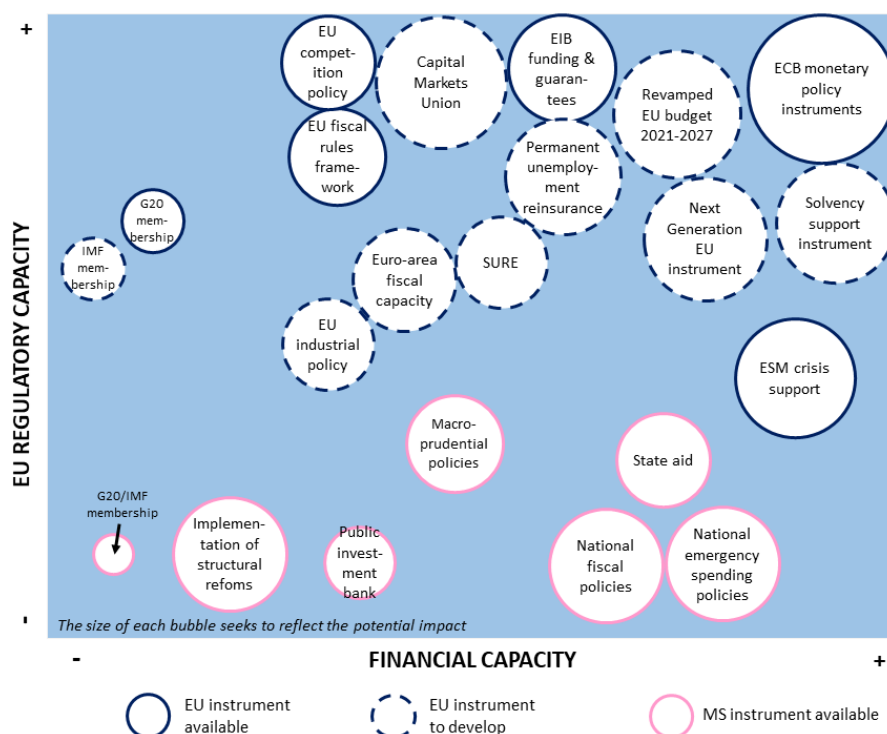 +
EU
compet-
ition
policy
Capital
Markets
Union
EIB
funding &
guaran-
tees
Revamped
EU budget
2021-2027
ECB monetary
policy
instruments
EU fiscal
rules
frame-
work
Permanent
unemploy-
ment
reinsurance
G20
mem-
bership
IMF
mem-
bership
Euro-area
fiscal
capacity
SURE
Next
Generation
EU
instrument
Solvency
support
instrument
EU
industrial
policy
ESM crisis
support
Macro-
prudential
policies
State aid
G20/IMF
membership
Implemen-
tation of
structural
refoms
Public
invest-
ment
bank
National
fiscal
policies
National
emergency
spending
policies
EU REGULATORY CAPACITY
-
The size of each bubble seeks to reflect the potential impact
-
FINANCIAL CAPACITY
+
EU instrument
available
EU instrument
to develop
MS instrument available